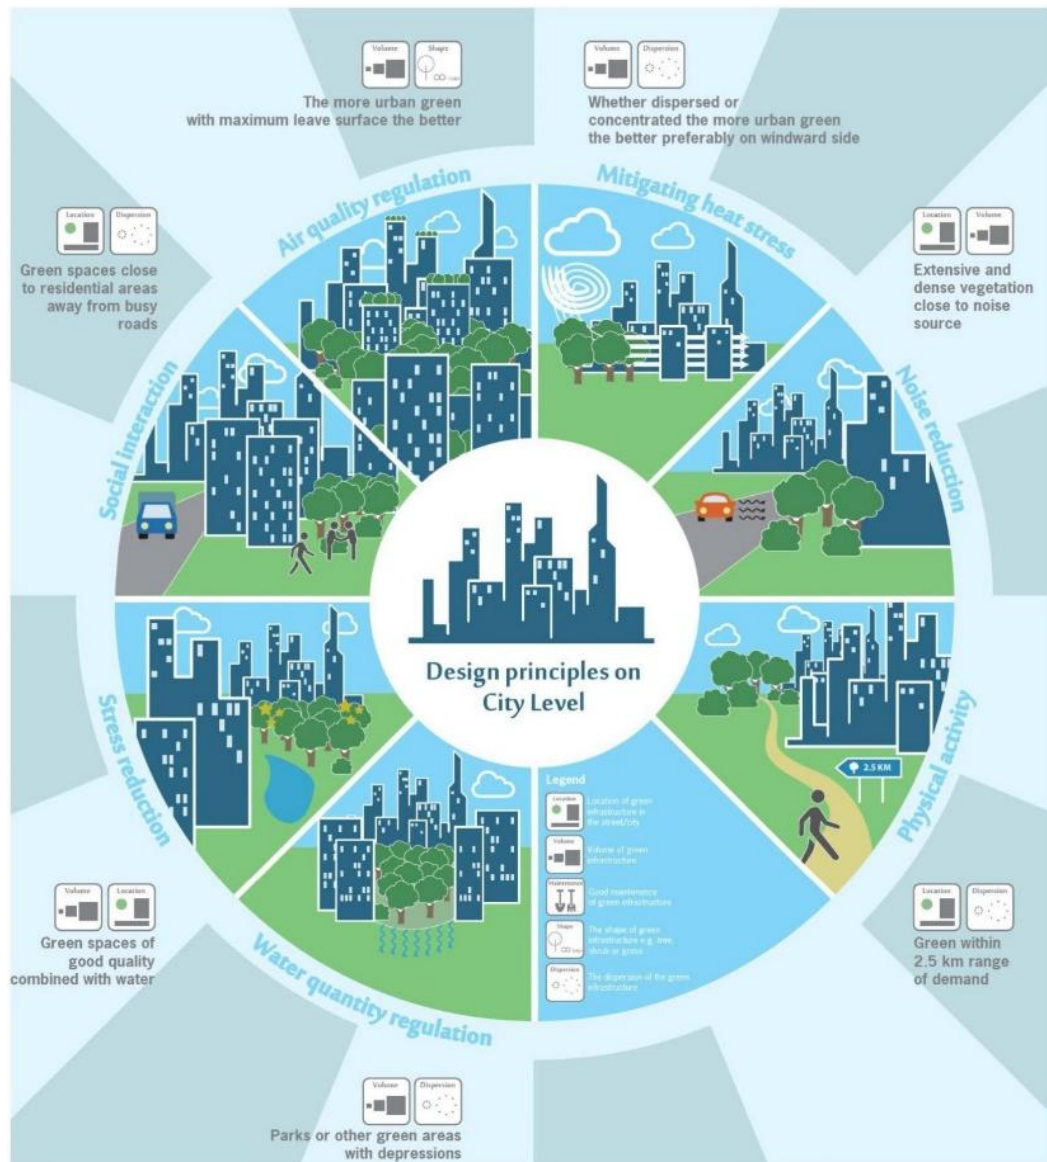 Volume
Shape
The more urban green
with maximum leave surface the better
Volume
Dispersion
Whether dispersed or
concentrated the more urban green
the better preferably on windward side
Air quality regulation
Mitigating heat stress
Location
Dispersion
Green spaces close
to residential areas
away from busy
roads
Location
Volume
Extensive and
dense vegetation
close to noise
source
Social interaction
Noise reduction
Design principles on
City Level
Stress reduction
Physical activity
2.5 KM
Legend
Location
Location of green
infrastructure in
the street/city
Volume
Volume of green
infrastructure
Maintenance
Good maintenance
of green infrastructure
Shape
The shape of green
infrastructure e.g. tree,
shrub or grass
Dispersion
The dispersion of the green
infrastructure
Volume
Location
Green spaces of
good quality
combined with water
Water quantity regulation
Location
Dispersion
Green within
2.5 km range
of demand
Volume
Dispersion
Parks or other green areas
with depressions